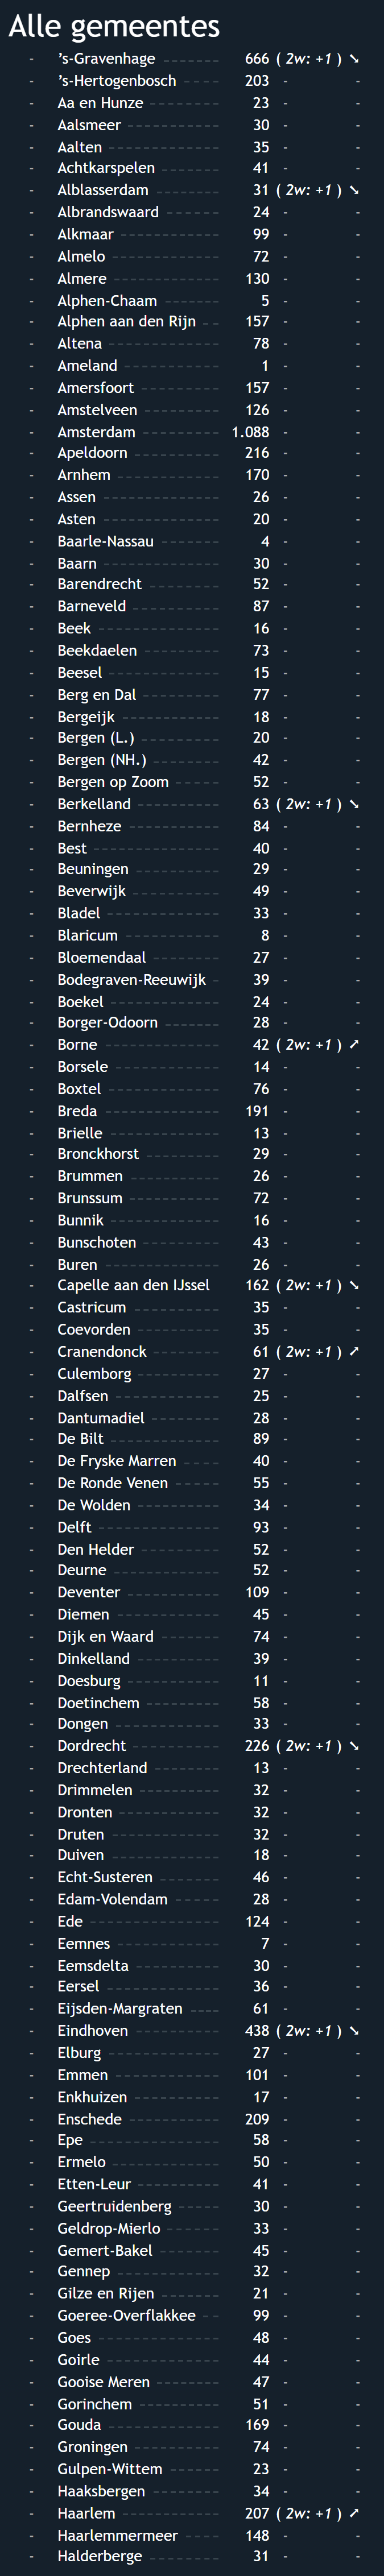 Alle gemeentes
- ’s-Gravenhage 666 ( 2w: +1 ) ➘
- ’s-Hertogenbosch 203 - -
- Aa en Hunze 23 - -
- Aalsmeer 30 - -
- Aalten 35 - -
- Achtkarspelen 41 - -
- Alblasserdam 31 ( 2w: +1 ) ➘
- Albrandswaard 24 - -
- Alkmaar 99 - -
- Almelo 72 - -
- Almere 130 - -
- Alphen-Chaam 5 - -
- Alphen aan den Rijn 157 - -
- Altena 78 - -
- Ameland 1 - -
- Amersfoort 157 - -
- Amstelveen 126 - -
- Amsterdam 1.088 - -
- Apeldoorn 216 - -
- Arnhem 170 - -
- Assen 26 - -
- Asten 20 - -
- Baarle-Nassau 4 - -
- Baarn 30 - -
- Barendrecht 52 - -
- Barneveld 87 - -
- Beek 16 - -
- Beekdaelen 73 - -
- Beesel 15 - -
- Berg en Dal 77 - -
- Bergeijk 18 - -
- Bergen (L.) 20 - -
- Bergen (NH.) 42 - -
- Bergen op Zoom 52 - -
- Berkelland 63 ( 2w: +1 ) ➘
- Bernheze 84 - -
- Best 40 - -
- Beuningen 29 - -
- Beverwijk 49 - -
- Bladel 33 - -
- Blaricum 8 - -
- Bloemendaal 27 - -
- Bodegraven-Reeuwijk 39 - -
- Boekel 24 - -
- Borger-Odoorn 28 - -
- Borne 42 ( 2w: +1 ) ➚
- Borsele 14 - -
- Boxtel 76 - -
- Breda 191 - -
- Brielle 13 - -
- Bronckhorst 29 - -
- Brummen 26 - -
- Brunssum 72 - -
- Bunnik 16 - -
- Bunschoten 43 - -
- Buren 26 - -
- Capelle aan den IJssel 162 ( 2w: +1 ) ➘
- Castricum 35 - -
- Coevorden 35 - -
- Cranendonck 61 ( 2w: +1 ) ➚
- Culemborg 27 - -
- Dalfsen 25 - -
- Dantumadiel 28 - -
- De Bilt 89 - -
- De Fryske Marren 40 - -
- De Ronde Venen 55 - -
- De Wolden 34 - -
- Delft 93 - -
- Den Helder 52 - -
- Deurne 52 - -
- Deventer 109 - -
- Diemen 45 - -
- Dijk en Waard 74 - -
- Dinkelland 39 - -
- Doesburg 11 - -
- Doetinchem 58 - -
- Dongen 33 - -
- Dordrecht 226 ( 2w: +1 ) ➘
- Drechterland 13 - -
- Drimmelen 32 - -
- Dronten 32 - -
- Druten 32 - -
- Duiven 18 - -
- Echt-Susteren 46 - -
- Edam-Volendam 28 - -
- Ede 124 - -
- Eemnes 7 - -
- Eemsdelta 30 - -
- Eersel 36 - -
- Eijsden-Margraten 61 - -
- Eindhoven 438 ( 2w: +1 ) ➘
- Elburg 27 - -
- Emmen 101 - -
- Enkhuizen 17 - -
- Enschede 209 - -
- Epe 58 - -
- Ermelo 50 - -
- Etten-Leur 41 - -
- Geertruidenberg 30 - -
- Geldrop-Mierlo 33 - -
- Gemert-Bakel 45 - -
- Gennep 32 - -
- Gilze en Rijen 21 - -
- Goeree-Overflakkee 99 - -
- Goes 48 - -
- Goirle 44 - -
- Gooise Meren 47 - -
- Gorinchem 51 - -
- Gouda 169 - -
- Groningen 74 - -
- Gulpen-Wittem 23 - -
- Haaksbergen 34 - -
- Haarlem 207 ( 2w: +1 ) ➚
- Haarlemmermeer 148 - -
- Halderberge 31 - -